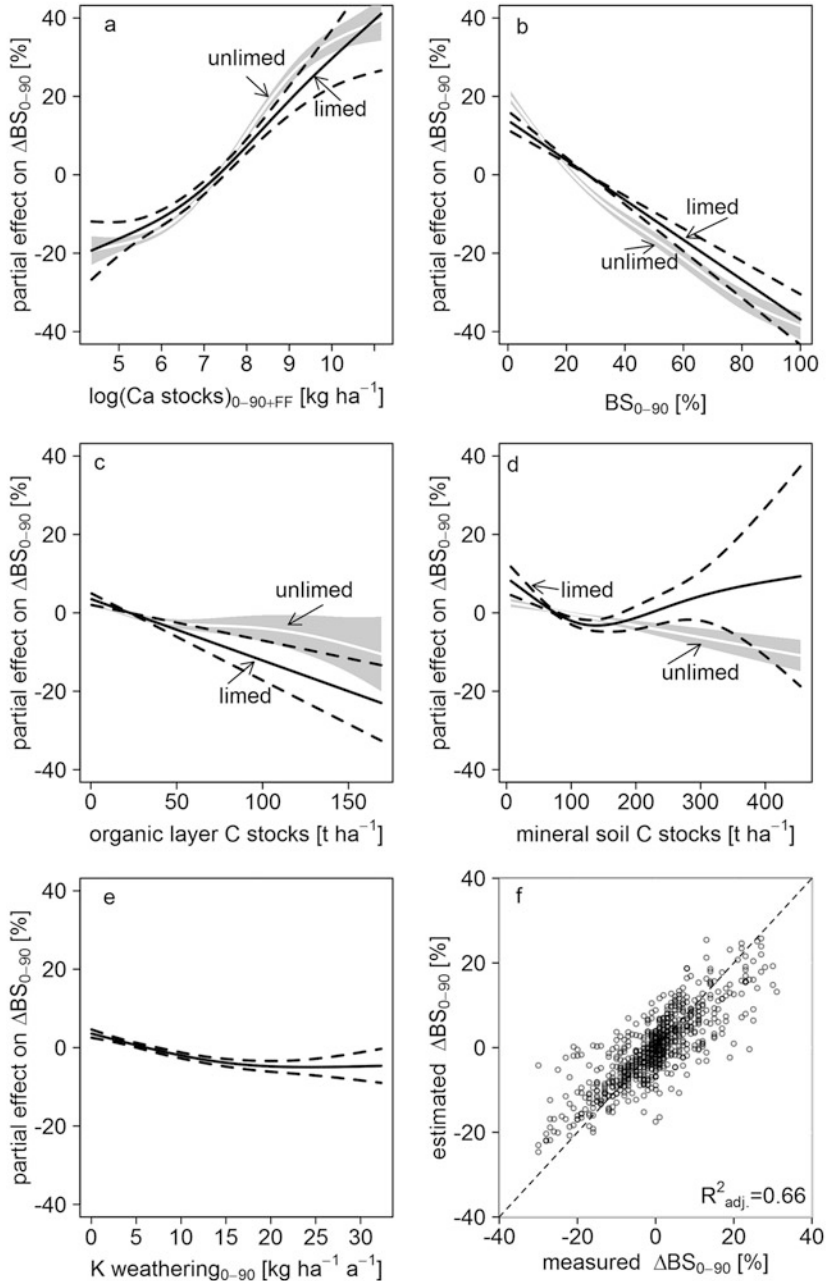 a
partial effect on ΔBS0–90 [%]
40
20
0
-20
-40
unlimed
limed
5 6 7 8 9 10 11
log(Ca stocks)0–90+FF [kg ha−1]
b
partial effect on ΔBS0–90 [%]
40
20
0
-20
-40
limed
unlimed
0 20 40 60 80 100
BS0–90 [%]
c
partial effect on ΔBS0–90 [%]
40
20
0
-20
-40
unlimed
limed
0 50 100 150
organic layer C stocks [t ha−1]
d
partial effect on ΔBS0–90 [%]
40
20
0
-20
-40
limed
unlimed
0 100 200 300 400
mineral soil C stocks [t ha−1]
e
partial effect on ΔBS0–90 [%]
40
20
0
-20
-40
0 5 10 15 20 25 30
K weathering0–90 [kg ha−1 a−1]
f
estimated ΔBS0–90 [%]
40
20
0
-20
-40
R2adj.=0.66
-40 -20 0 20 40
measured ΔBS0–90 [%]